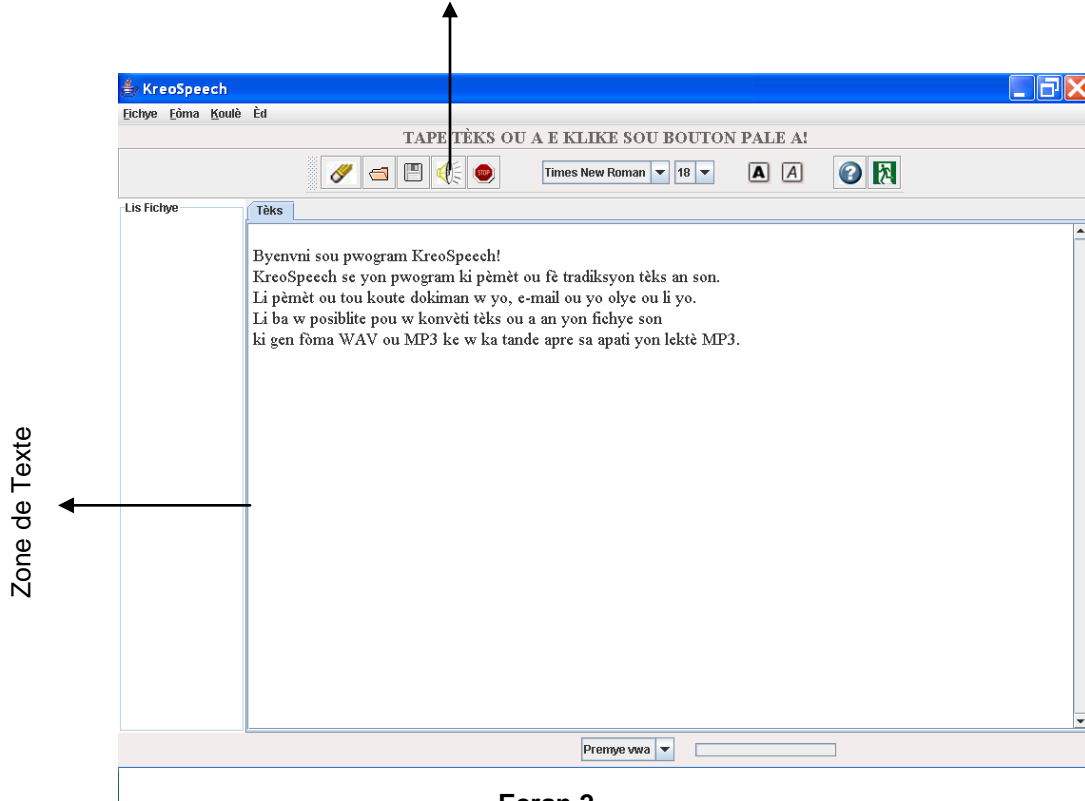 KreoSpeech
Fichye Fòma Koulè Èd
TAPE TÈKS OU A E KLIKE SOU BOUTON PALE A!
STOP Times New Roman 18 A A ?
Lis Fichye
Tèks
Byenvni sou pwogram KreoSpeech!
KreoSpeech se yon pwogram ki pèmèt ou fè tradiksyon tèks an son.
Li pèmèt ou tou koute dokiman w yo, e-mail ou yo olye ou li yo.
Li ba w posiblite pou w konvèti tèks ou a an yon fichye son
ki gen fòma WAV ou MP3 ke w ka tande apre sa apati yon lektè MP3.
Zone de Texte
Premye vwa